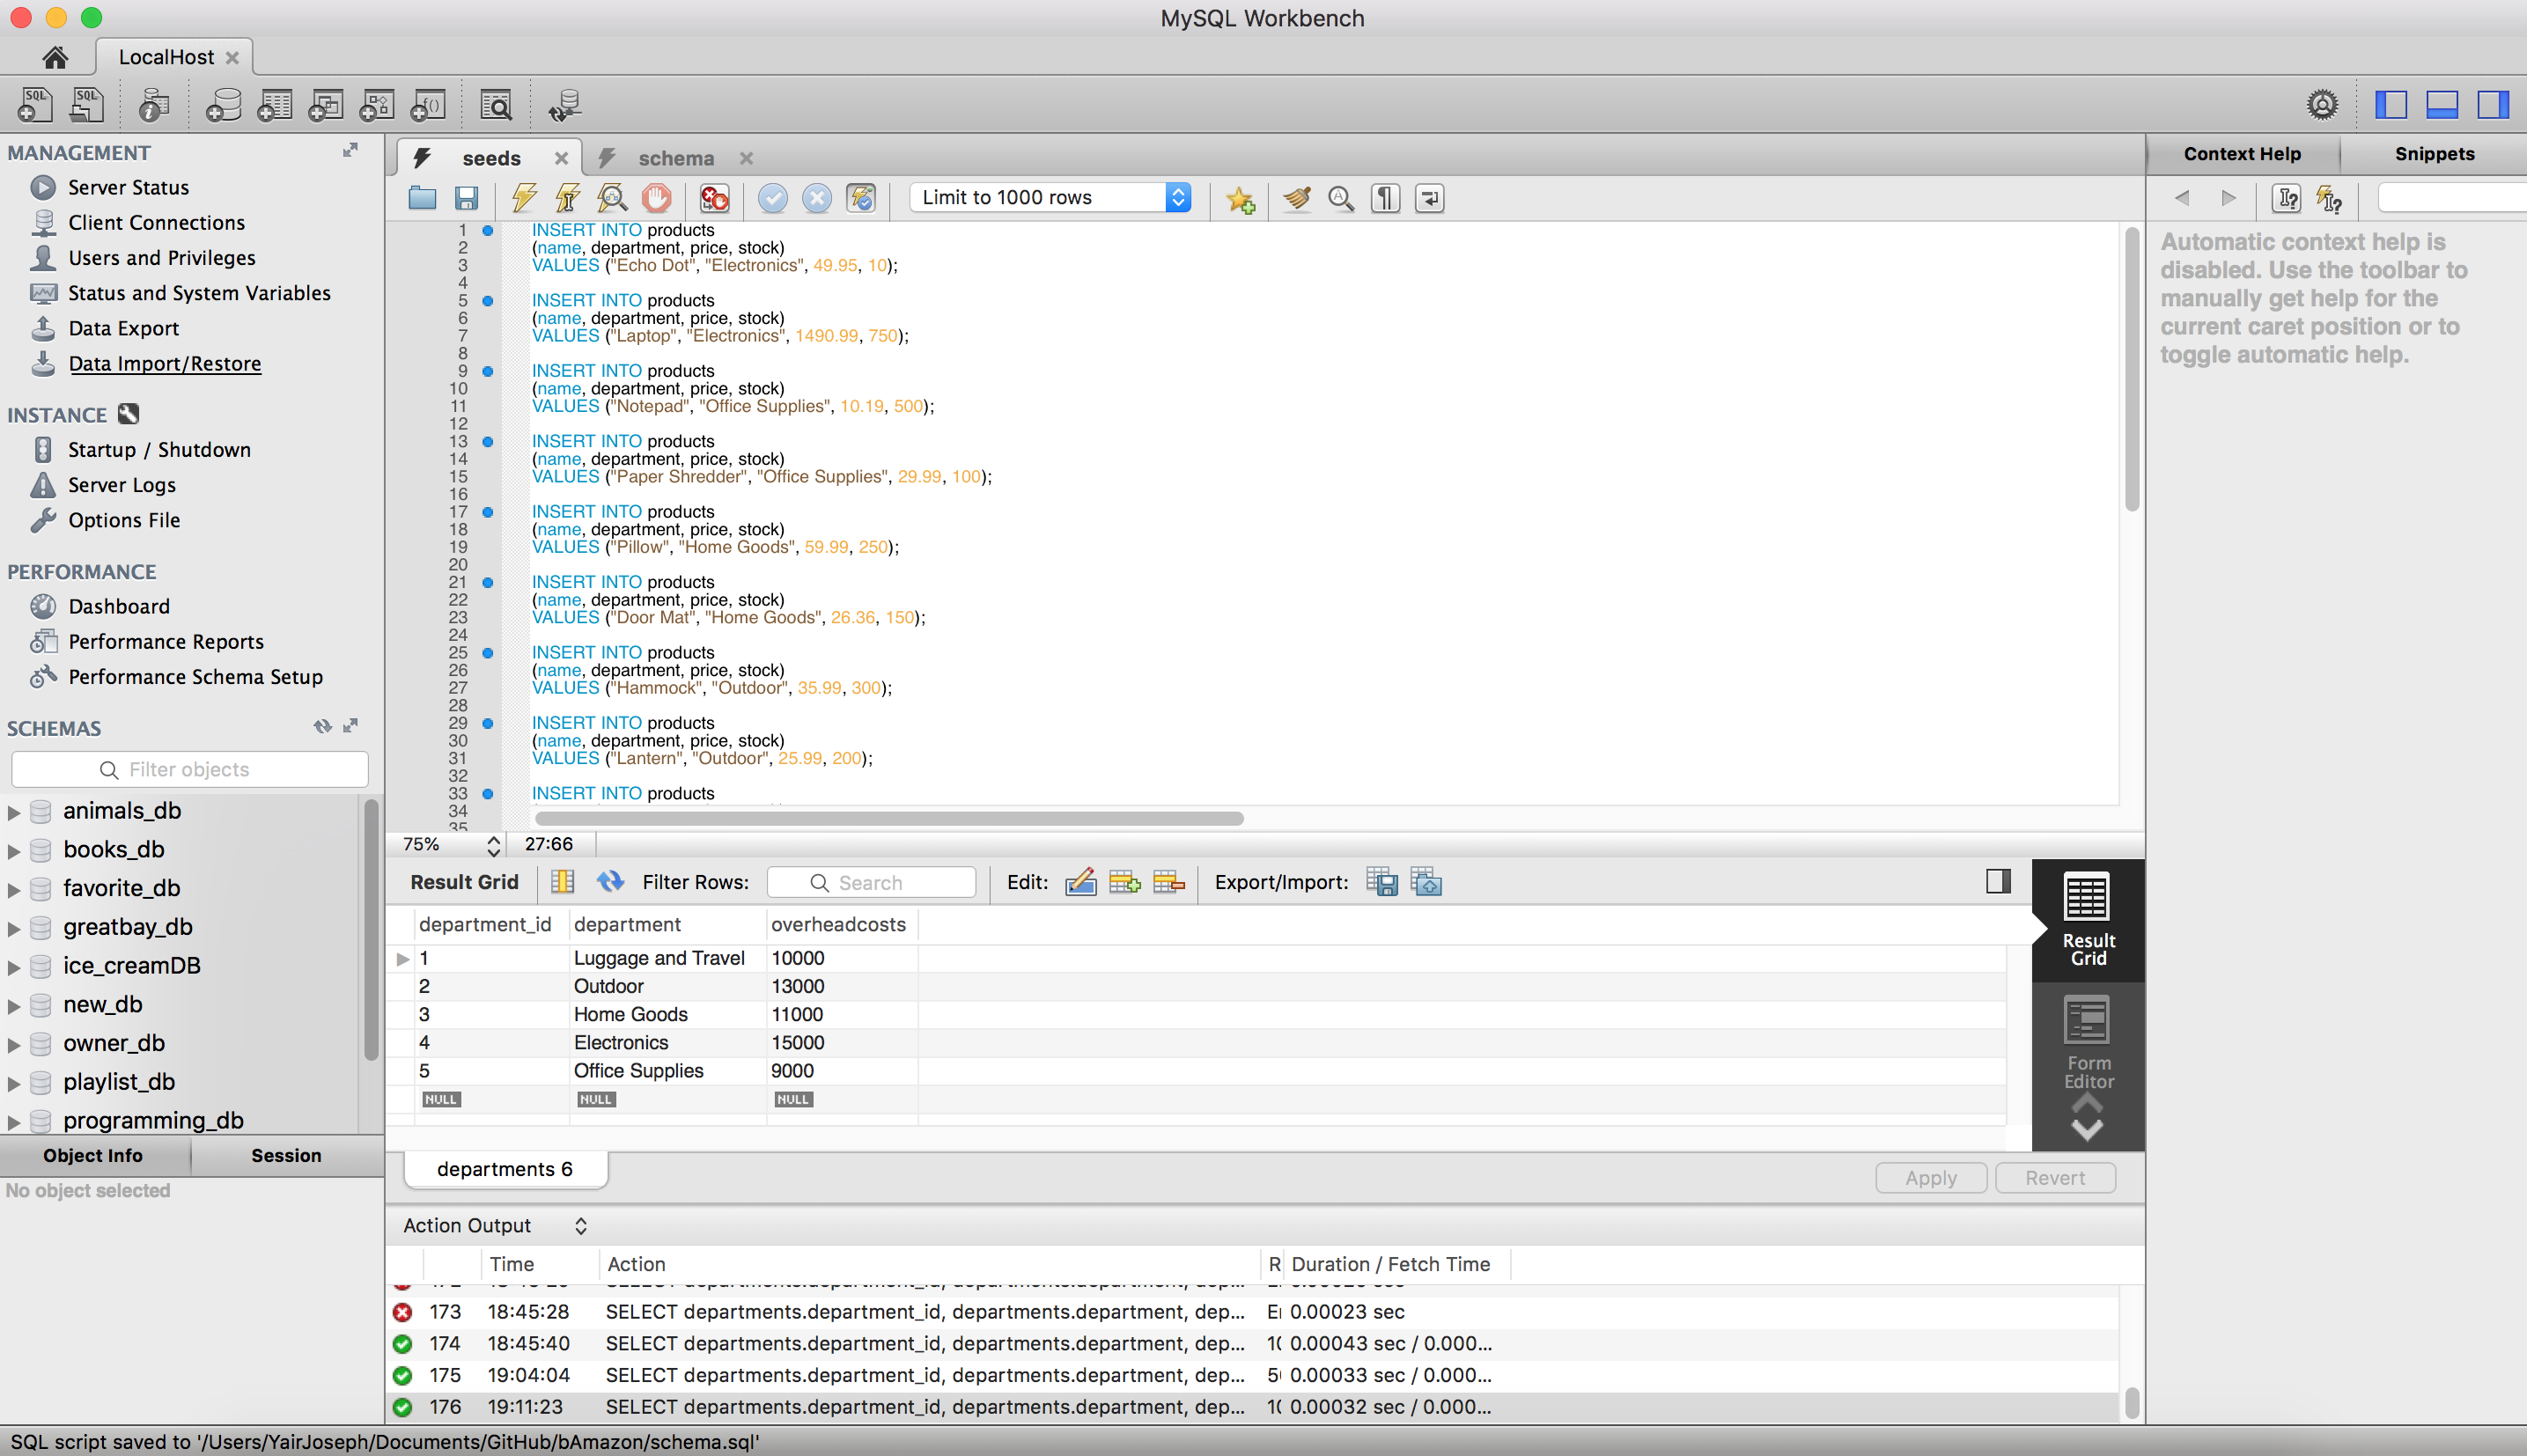 MySQL Workbench
LocalHost
MANAGEMENT
Server Status
Client Connections
Users and Privileges
Status and System Variables
Data Export
Data Import/Restore
INSTANCE
Startup / Shutdown
Server Logs
Options File
PERFORMANCE
Dashboard
Performance Reports
Performance Schema Setup
SCHEMAS
Filter objects
animals_db
books_db
favorite_db
greatbay_db
ice_creamDB
new_db
owner_db
playlist_db
programming_db
Object Info Session
No object selected
seeds schema
Limit to 1000 rows
1 INSERT INTO products
2 (name, department, price, stock)
3 VALUES ("Echo Dot", "Electronics", 49.95, 10);
4
5 INSERT INTO products
6 (name, department, price, stock)
7 VALUES ("Laptop", "Electronics", 1490.99, 750);
8
9 INSERT INTO products
10 (name, department, price, stock)
11 VALUES ("Notepad", "Office Supplies", 10.19, 500);
12
13 INSERT INTO products
14 (name, department, price, stock)
15 VALUES ("Paper Shredder", "Office Supplies", 29.99, 100);
16
17 INSERT INTO products
18 (name, department, price, stock)
19 VALUES ("Pillow", "Home Goods", 59.99, 250);
20
21 INSERT INTO products
22 (name, department, price, stock)
23 VALUES ("Door Mat", "Home Goods", 26.36, 150);
24
25 INSERT INTO products
26 (name, department, price, stock)
27 VALUES ("Hammock", "Outdoor", 35.99, 300);
28
29 INSERT INTO products
30 (name, department, price, stock)
31 VALUES ("Lantern", "Outdoor", 25.99, 200);
32
33 INSERT INTO products
34
35
75% 27:66
Result Grid Filter Rows: Search Edit: Export/Import:
department_id department overheadcosts
1 Luggage and Travel 10000
2 Outdoor 13000
3 Home Goods 11000
4 Electronics 15000
5 Office Supplies 9000
NULL NULL NULL
Result
Grid
Form
Editor
departments 6
Apply Revert
Action Output
Time Action R Duration / Fetch Time
173 18:45:28 SELECT departments.department_id, departments.department, dep... 0.00023 sec
174 18:45:40 SELECT departments.department_id, departments.department, dep... 0.00043 sec / 0.000...
175 19:04:04 SELECT departments.department_id, departments.department, dep... 0.00033 sec / 0.000...
176 19:11:23 SELECT departments.department_id, departments.department, dep... 0.00032 sec / 0.000...
Context Help Snippets
Automatic context help is
disabled. Use the toolbar to
manually get help for the
current caret position or to
toggle automatic help.
SQL script saved to '/Users/YairJoseph/Documents/GitHub/bAmazon/schema.sql'